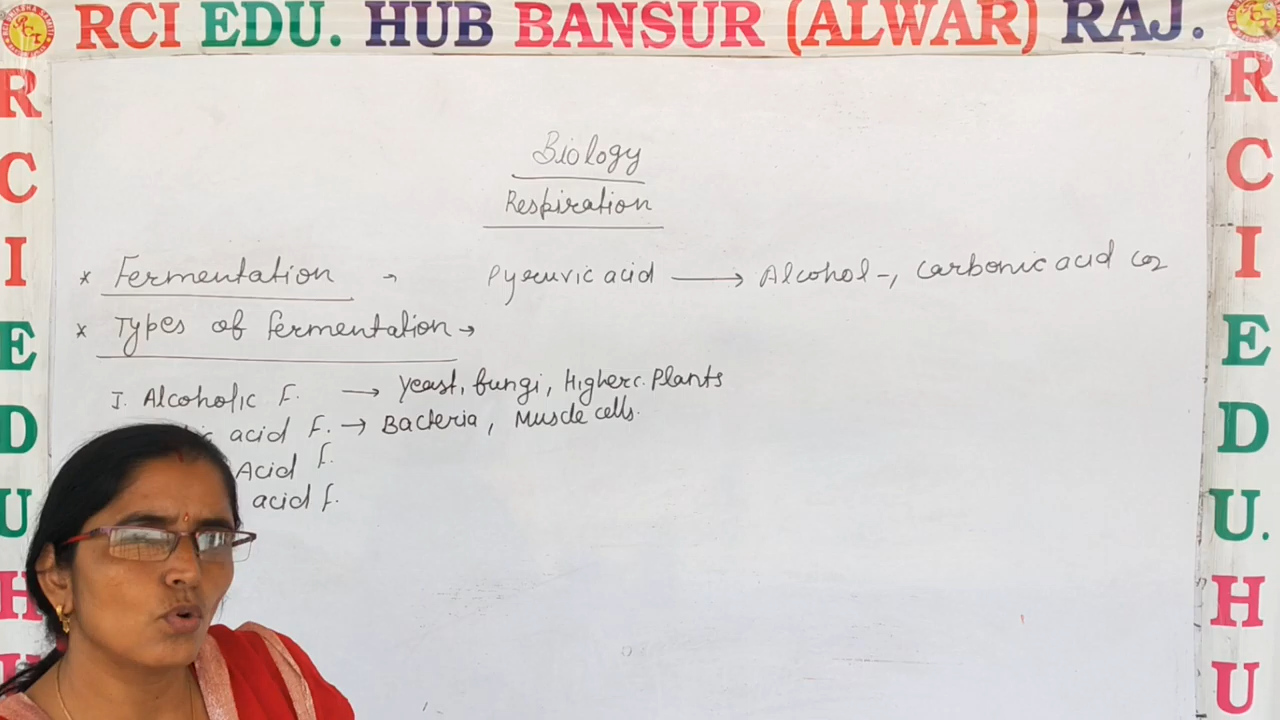 RCI EDU. HUB BANSUR (ALWAR) RAJ.
Biology
Respiration
* Fermentation → Pyruvic acid → Alcohol -, Carbonic acid CO2
* Types of fermentation →
I. Alcoholic F. → Yeast, fungi, Higher Plants
acid F. → Bacteria, Muscle cells.
Acid F.
acid f.
R C I E D U H
R C I E D U. H U